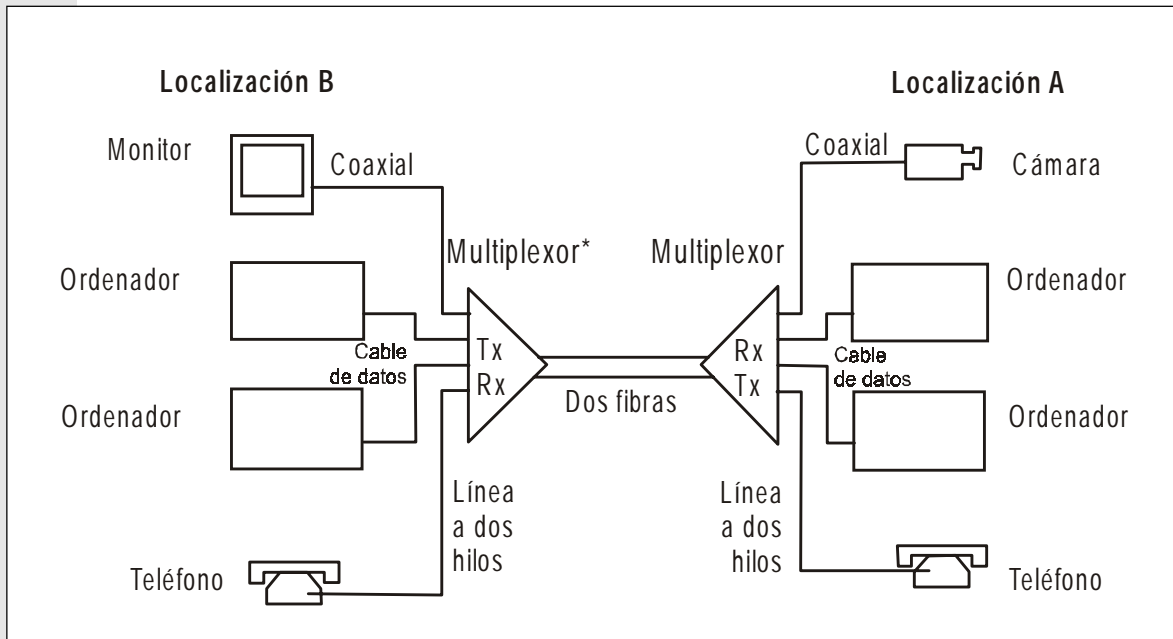 Localización B
Localización A
Monitor
Coaxial
Coaxial
Cámara
Multiplexor*
Multiplexor
Ordenador
Ordenador
Tx
Rx
Cable
de datos
Rx
Tx
Cable
de datos
Dos fibras
Ordenador
Ordenador
Línea
a dos
hilos
Línea
a dos
hilos
Teléfono
Teléfono